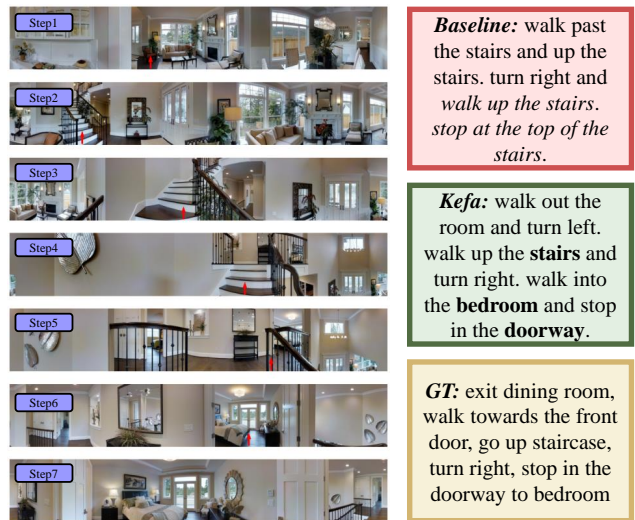 Step1
Step2
Step3
Step4
Step5
Step6
Step7
Baseline: walk past
the stairs and up the
stairs. turn right and
walk up the stairs.
stop at the top of the
stairs.
Kefa: walk out the
room and turn left.
walk up the stairs and
turn right. walk into
the bedroom and stop
in the doorway.
GT: exit dining room,
walk towards the front
door, go up staircase,
turn right, stop in the
doorway to bedroom